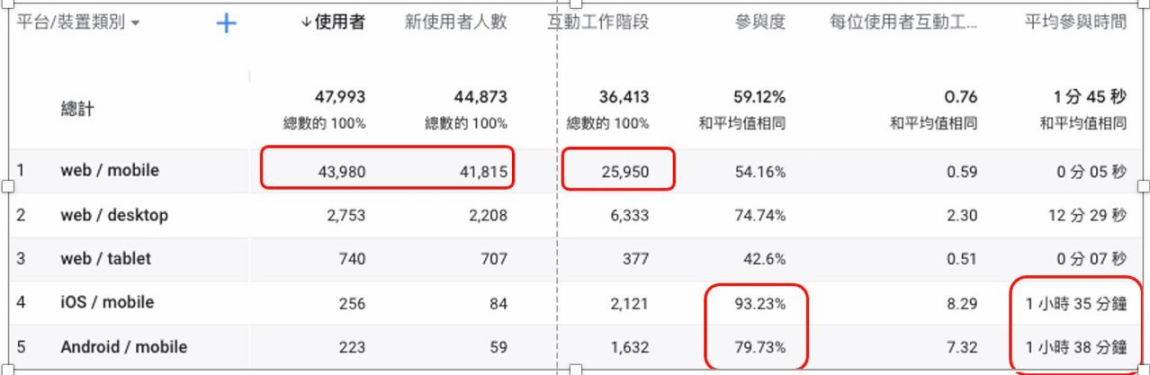 平台/裝置類別 + ↓使用者 新使用者人數 互動工作階段 參與度 每位使用者互動工... 平均參與時間
總計 47,993 44,873 36,413 59.12% 0.76 1 分 45 秒
總數的 100% 總數的 100% 總數的 100% 和平均值相同 和平均值相同 和平均值相同
1 web / mobile 43,980 41,815 25,950 54.16% 0.59 0 分 05 秒
2 web / desktop 2,753 2,208 6,333 74.74% 2.30 12 分 29 秒
3 web / tablet 740 707 377 42.6% 0.51 0 分 07 秒
4 iOS / mobile 256 84 2,121 93.23% 8.29 1 小時 35 分鐘
5 Android / mobile 223 59 1,632 79.73% 7.32 1 小時 38 分鐘